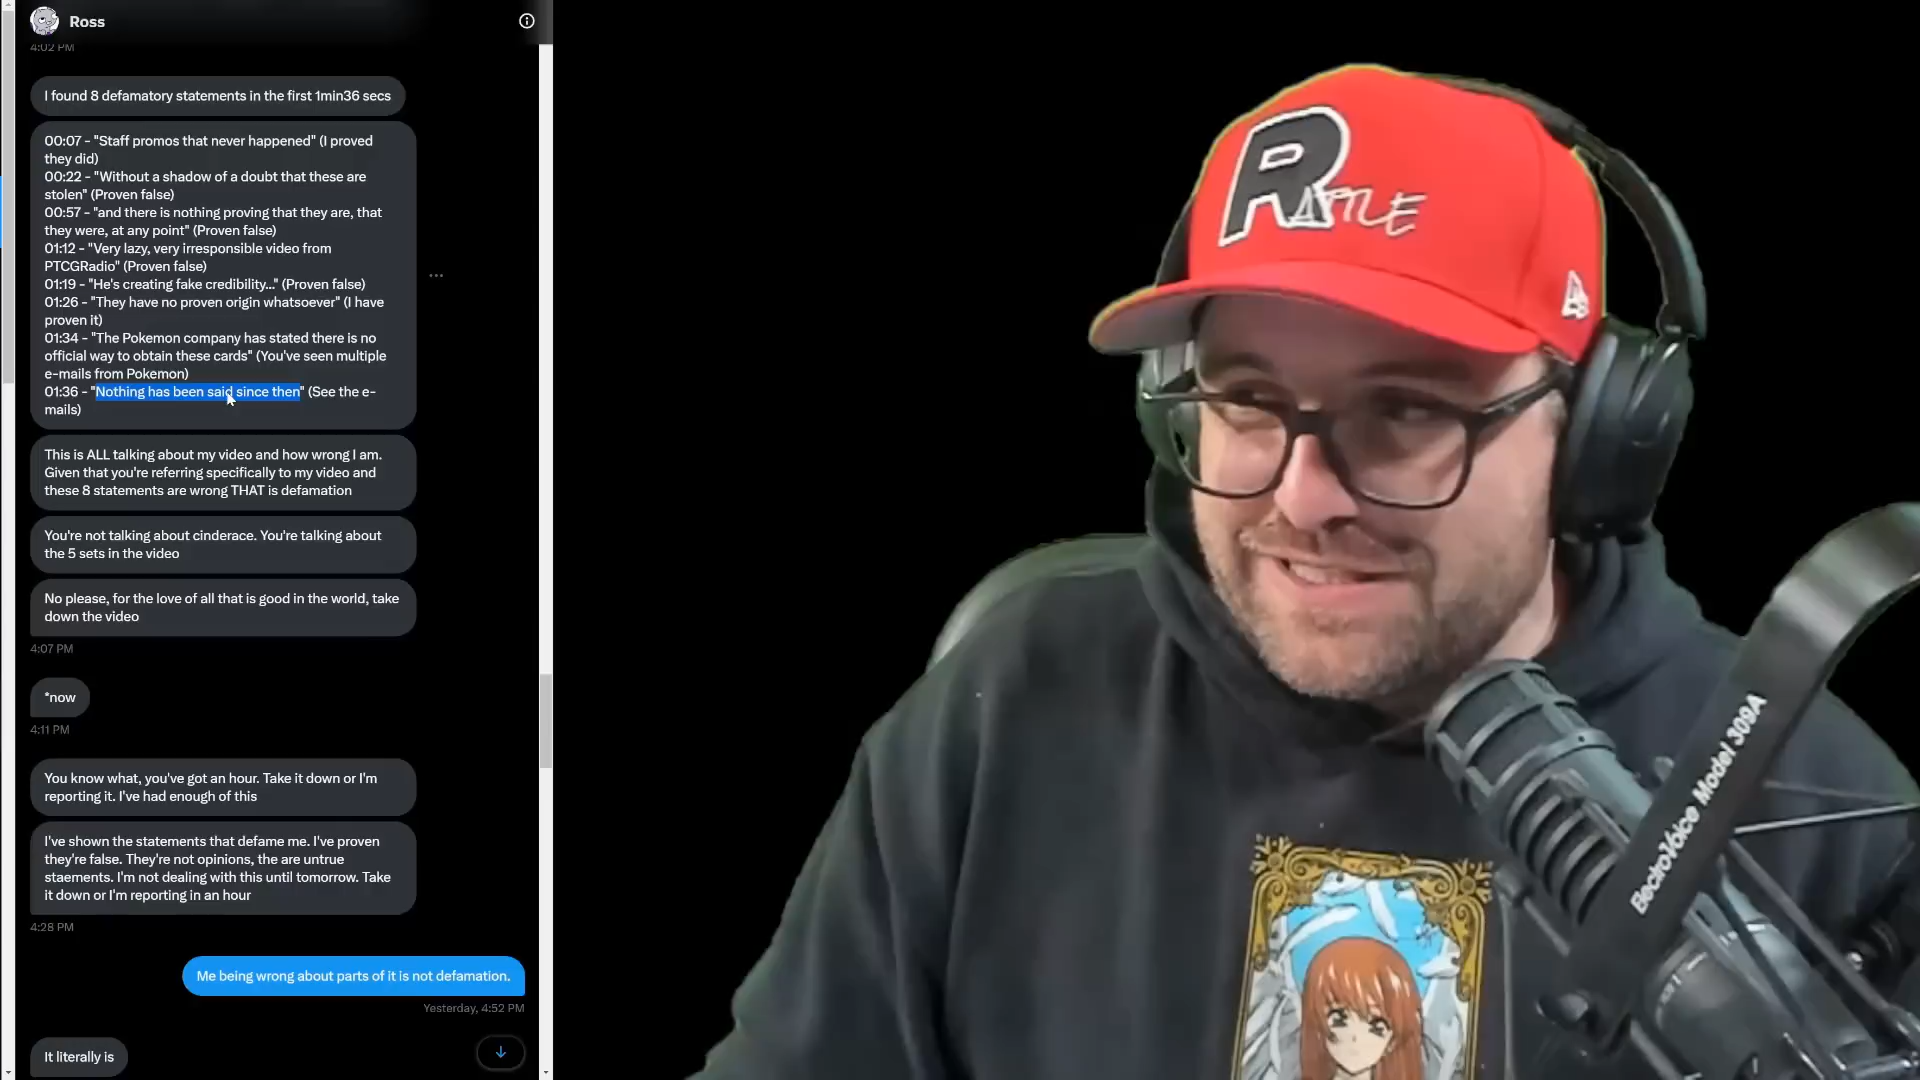 Ross
4:02 PM
I found 8 defamatory statements in the first 1min36 secs
00:07 - "Staff promos that never happened" (I proved
they did)
00:22 - "Without a shadow of a doubt that these are
stolen" (Proven false)
00:57 - "and there is nothing proving that they are, that
they were, at any point" (Proven false)
01:12 - "Very lazy, very irresponsible video from
PTCGRadio" (Proven false)
01:19 - "He's creating fake credibility..." (Proven false)
01:26 - "They have no proven origin whatsoever" (I have
proven it)
01:34 - "The Pokemon company has stated there is no
official way to obtain these cards" (You've seen multiple
e-mails from Pokemon)
01:36 - "Nothing has been said since then" (See the e-
mails)
This is ALL talking about my video and how wrong I am.
Given that you're referring specifically to my video and
these 8 statements are wrong THAT is defamation
You're not talking about cinderace. You're talking about
the 5 sets in the video
No please, for the love of all that is good in the world, take
down the video
4:07 PM
*now
4:11 PM
You know what, you've got an hour. Take it down or I'm
reporting it. I've had enough of this
I've shown the statements that defame me. I've proven
they're false. They're not opinions, the are untrue
staements. I'm not dealing with this until tomorrow. Take
it down or I'm reporting in an hour
4:28 PM
Me being wrong about parts of it is not defamation.
Yesterday, 4:52 PM
It literally is
R
ElectroVoice Model 309A